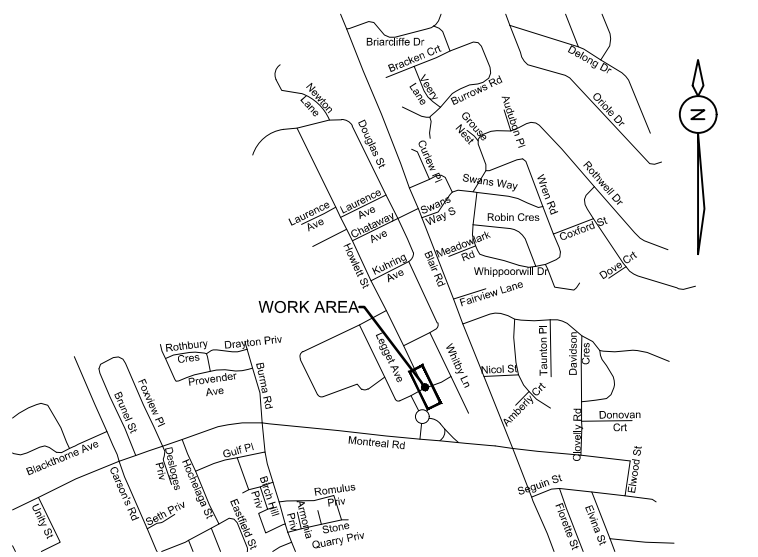 Briarcliffe Dr
Bracken Crt
Veery
Lane
Burrows Rd
Delong Dr
Oriole Dr
N
Newton
Lane
Douglas St
Grouse
Nest
Audubon Pl
Curlew Pl
Swans Way
Wren Rd
Rothwell Dr
Laurence
Ave
Laurence
Ave
Chataway
Ave
Swans
Way S
Robin Cres
Coxford St
Howlett St
Kuhring
Ave
Blair Rd
Meadowlark
Rd
Whippoorwill Dr
Dove Crt
Fairview Lane
WORK AREA
Rothbury
Cres
Drayton Priv
Provender
Ave
Burma Rd
Legget Ave
Whitby Ln
Nicol St
Taunton Pl
Davidson
Cres
Amberly Crt
Clovelly Rd
Donovan
Crt
Brunel St
Foxview Pl
Montreal Rd
Blackthorne Ave
Carson's Rd
Desloges
Priv
Hochelaga St
Gulf Pl
Birch Hill
Priv
Seth Priv
Eastfield St
Romulus
Priv
Armonia
Priv
Stone
Quarry Priv
Unity St
Seguin St
Elwood St
Florette St
Elvina St